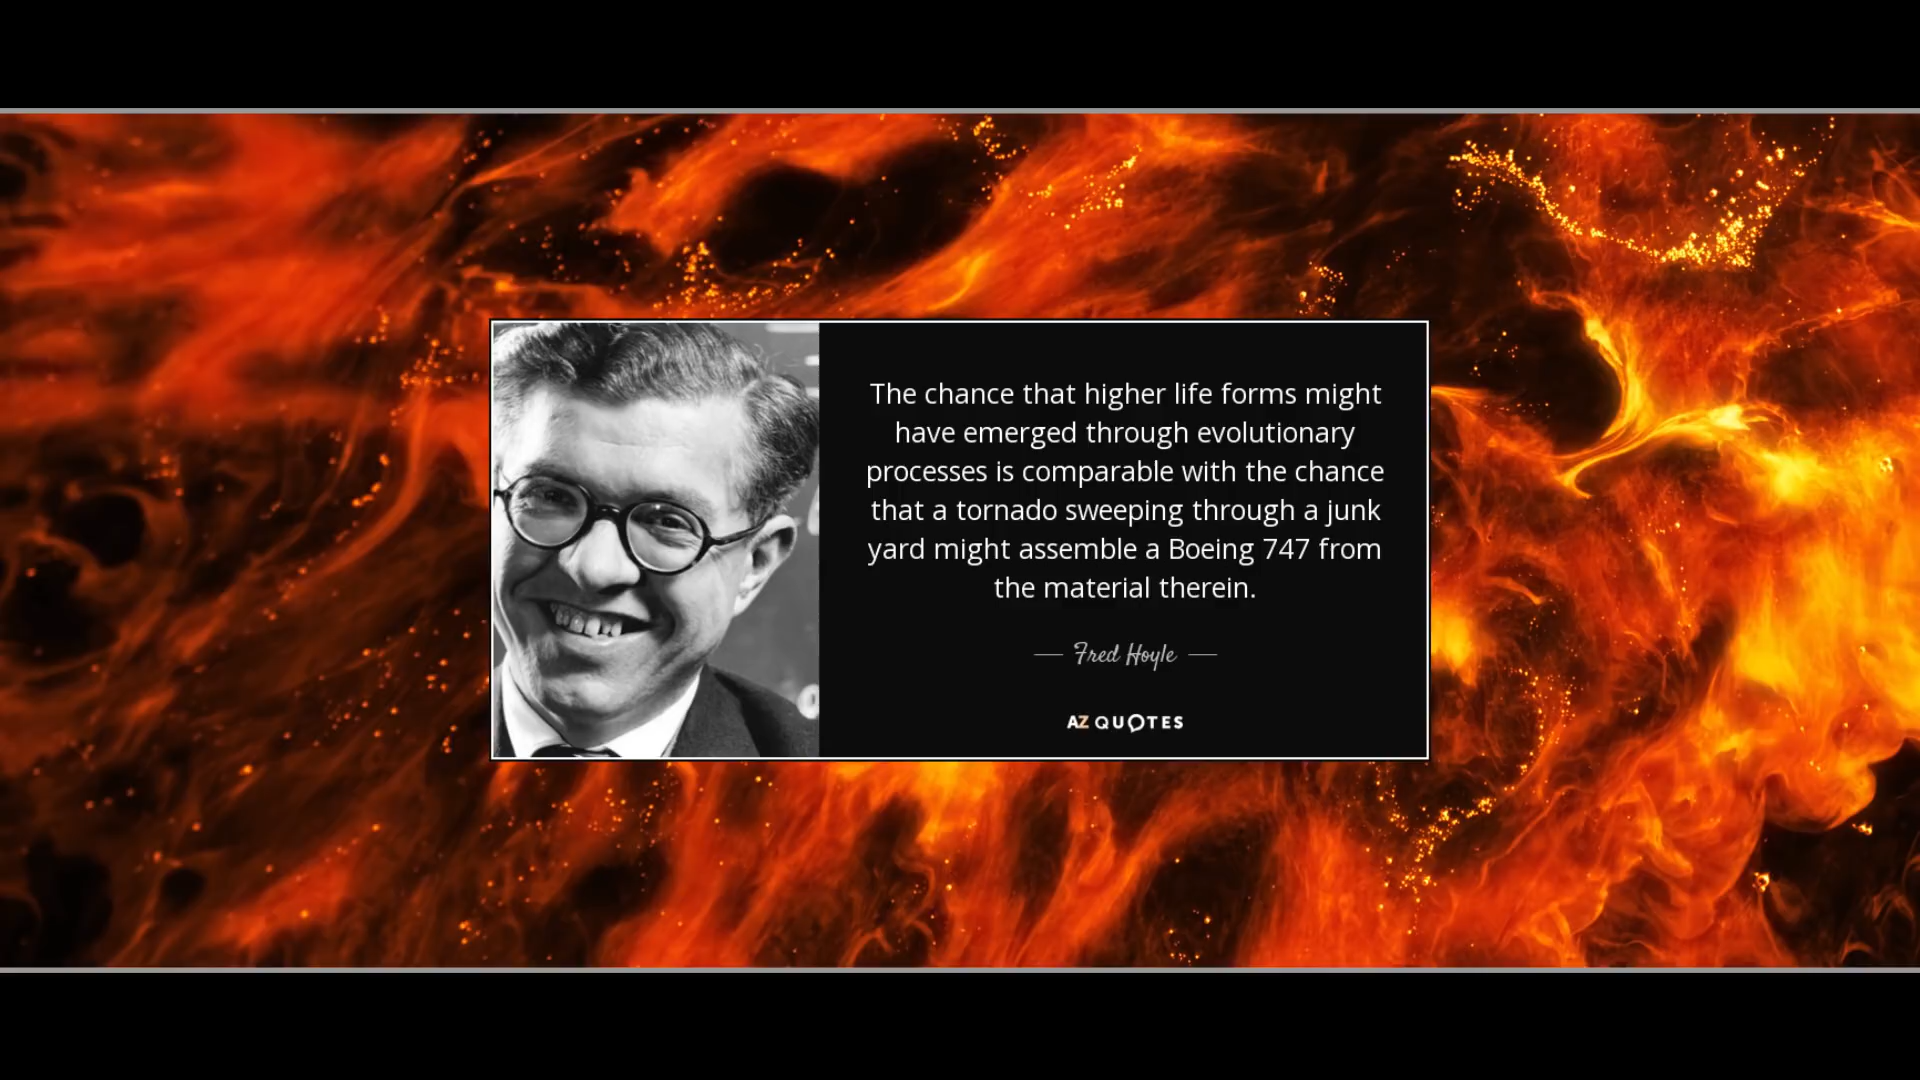 The chance that higher life forms might
have emerged through evolutionary
processes is comparable with the chance
that a tornado sweeping through a junk
yard might assemble a Boeing 747 from
the material therein.
— Fred Hoyle —
AZ QUOTES